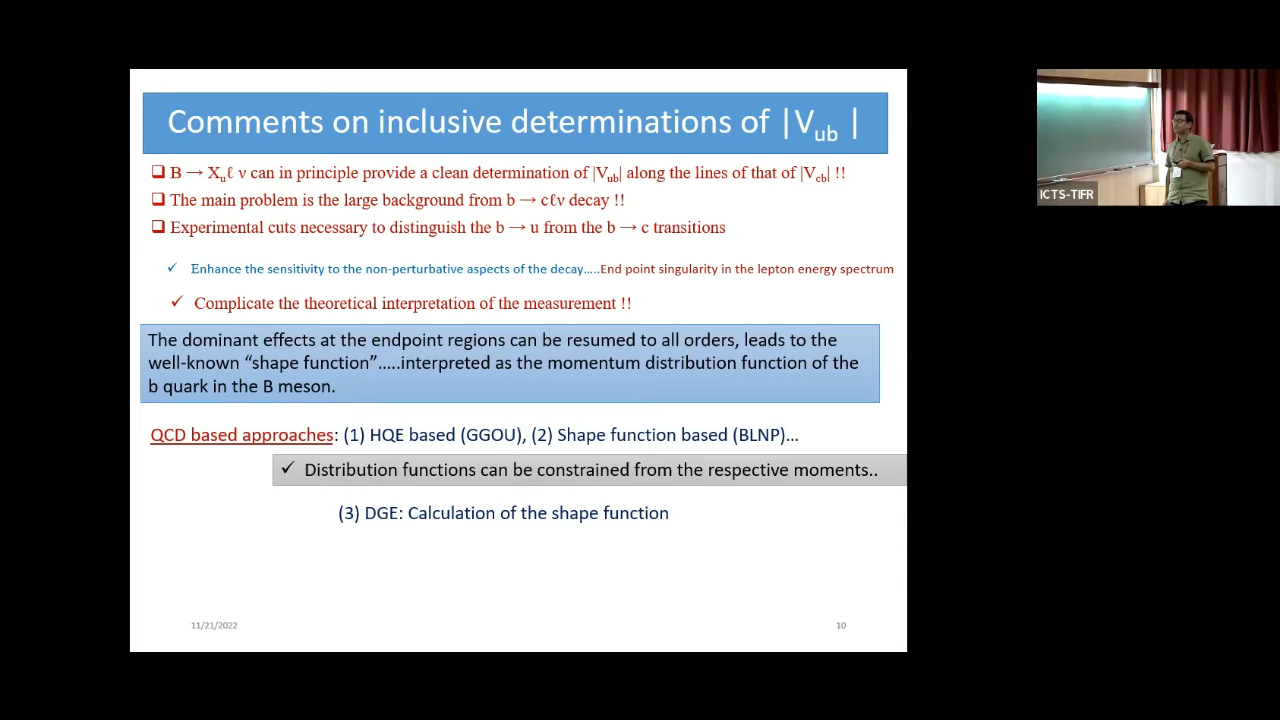 Comments on inclusive determinations of |Vub |
❑ B → Xuℓ ν can in principle provide a clean determination of |Vub| along the lines of that of |Vcb| !!
❑ The main problem is the large background from b → cℓν decay !!
❑ Experimental cuts necessary to distinguish the b → u from the b → c transitions
✓ Enhance the sensitivity to the non-perturbative aspects of the decay…..End point singularity in the lepton energy spectrum
✓ Complicate the theoretical interpretation of the measurement !!
The dominant effects at the endpoint regions can be resumed to all orders, leads to the
well-known “shape function”…..interpreted as the momentum distribution function of the
b quark in the B meson.
QCD based approaches: (1) HQE based (GGOU), (2) Shape function based (BLNP)…
✓ Distribution functions can be constrained from the respective moments..
(3) DGE: Calculation of the shape function
11/21/2022
10
ICTS-TIFR